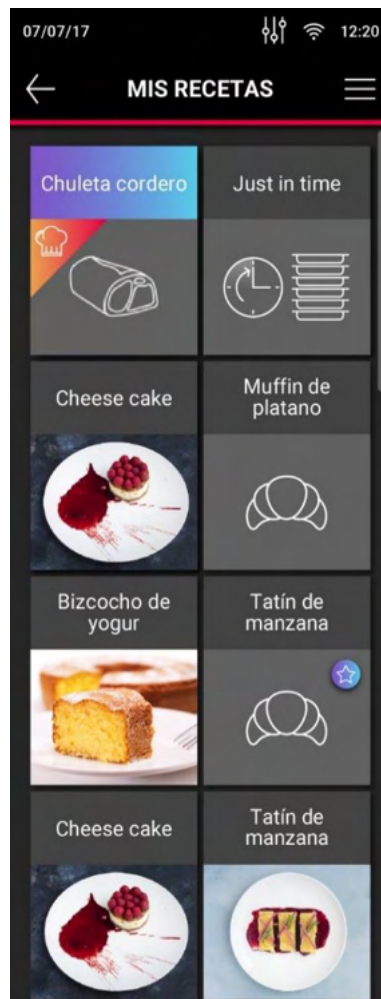 07/07/17
12:20
MIS RECETAS
Chuleta cordero
Just in time
Cheese cake
Muffin de
platano
Bizcocho de
yogur
Tatín de
manzana
Cheese cake
Tatín de
manzana